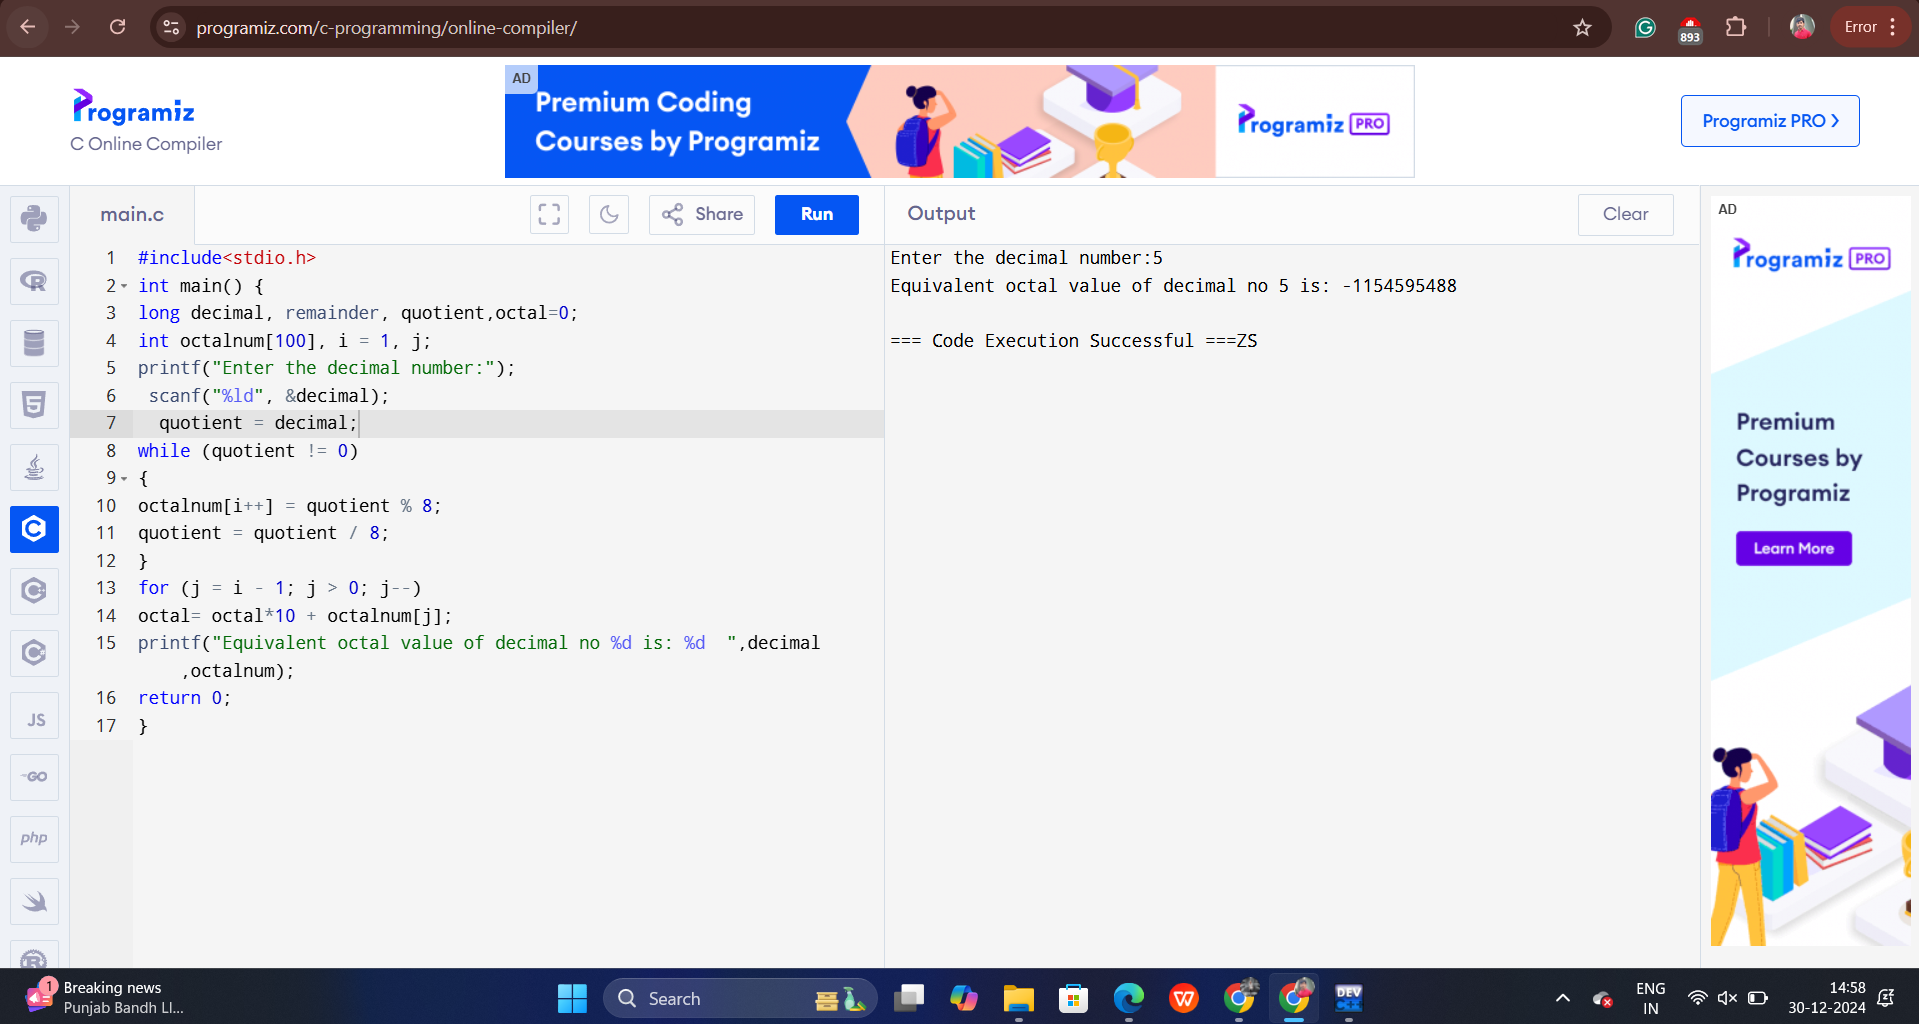 programiz.com/c-programming/online-compiler/
893
Error
Programiz
C Online Compiler
AD
Premium Coding
Courses by Programiz
Programiz PRO
Programiz PRO
main.c
Share
Run
Output
Clear
AD
1 #include<stdio.h>
2 int main() {
3 long decimal, remainder, quotient,octal=0;
4 int octalnum[100], i = 1, j;
5 printf("Enter the decimal number:");
6 scanf("%ld", &decimal);
7 quotient = decimal;
8 while (quotient != 0)
9 {
10 octalnum[i++] = quotient % 8;
11 quotient = quotient / 8;
12 }
13 for (j = i - 1; j > 0; j--)
14 octal= octal*10 + octalnum[j];
15 printf("Equivalent octal value of decimal no %d is: %d  ",decimal
,octalnum);
16 return 0;
17 }
Enter the decimal number:5
Equivalent octal value of decimal no 5 is: -1154595488
=== Code Execution Successful ===ZS
Programiz PRO
Premium
Courses by
Programiz
Learn More
R
5
C
C
C
JS
GO
php
R
1
Breaking news
Punjab Bandh LI...
Search
W
DEV
C++
ENG
IN
14:58
30-12-2024